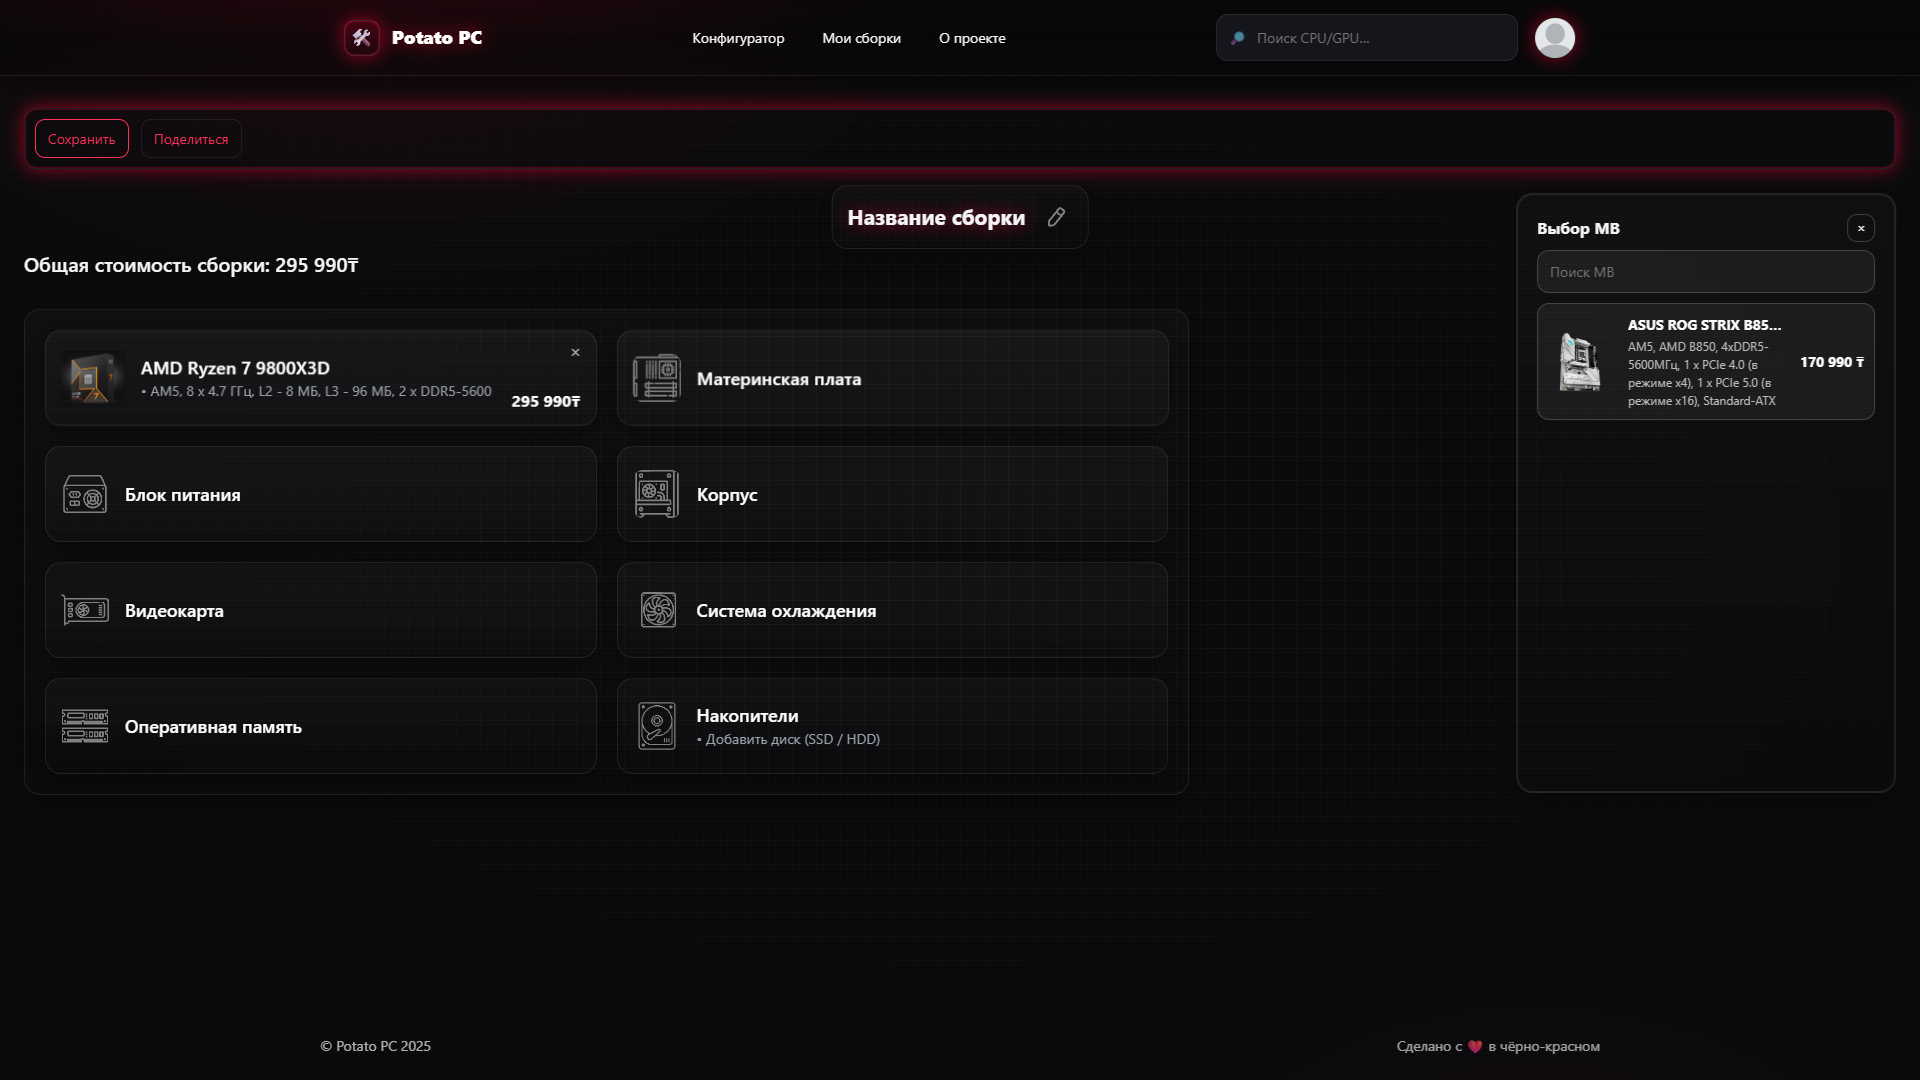 Potato PC
Конфигуратор
Мои сборки
О проекте
Поиск CPU/GPU...
Сохранить
Поделиться
Название сборки
Общая стоимость сборки: 295 990₸
AMD Ryzen 7 9800X3D
• AM5, 8 x 4.7 ГГц, L2 - 8 МБ, L3 - 96 МБ, 2 x DDR5-5600
295 990₸
Материнская плата
Блок питания
Корпус
Видеокарта
Система охлаждения
Оперативная память
Накопители
• Добавить диск (SSD / HDD)
Выбор MB
Поиск MB
ASUS ROG STRIX B85...
AM5, AMD B850, 4xDDR5-
5600МГц, 1 x PCIe 4.0 (в
режиме x4), 1 x PCIe 5.0 (в
режиме x16), Standard-ATX
170 990 ₸
© Potato PC 2025
Сделано с ❤ в чёрно-красном